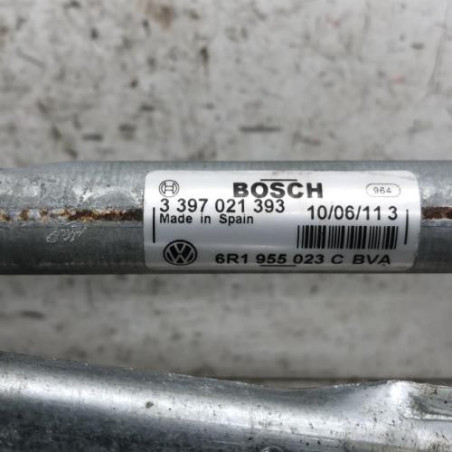 BOSCH 964
3 397 021 393 10/06/11 3
Made in Spain
6R1 955 023 C BVA